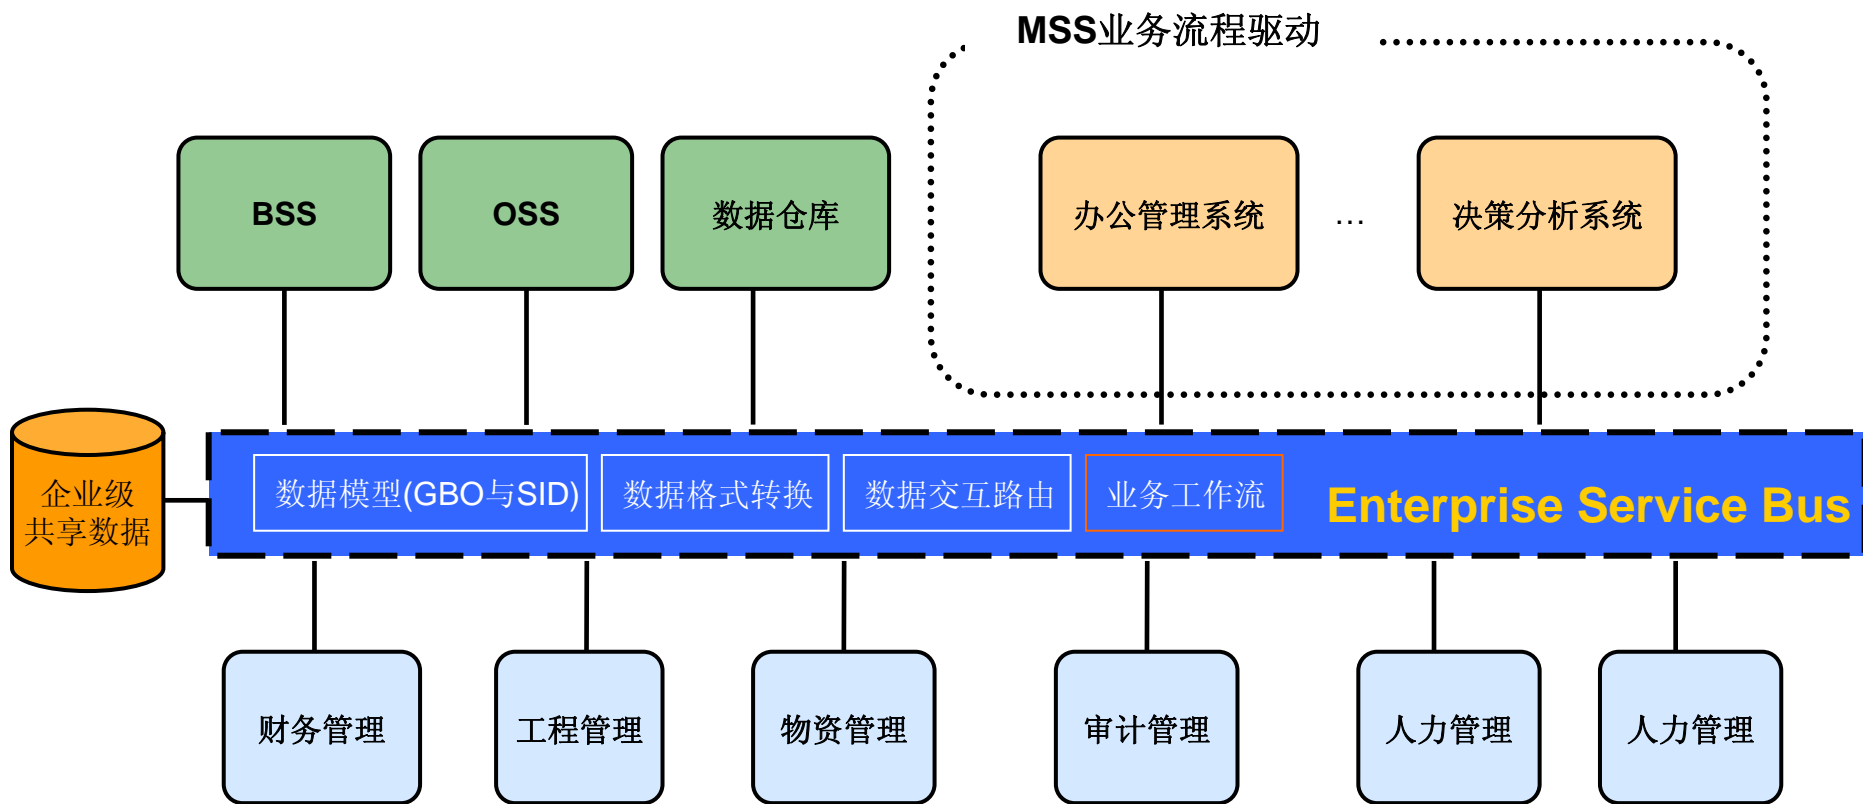 MSS业务流程驱动
BSS
OSS
数据仓库
办公管理系统
...
决策分析系统
企业级
共享数据
数据模型(GBO与SID)
数据格式转换
数据交互路由
业务工作流
Enterprise Service Bus
财务管理
工程管理
物资管理
审计管理
人力管理
人力管理